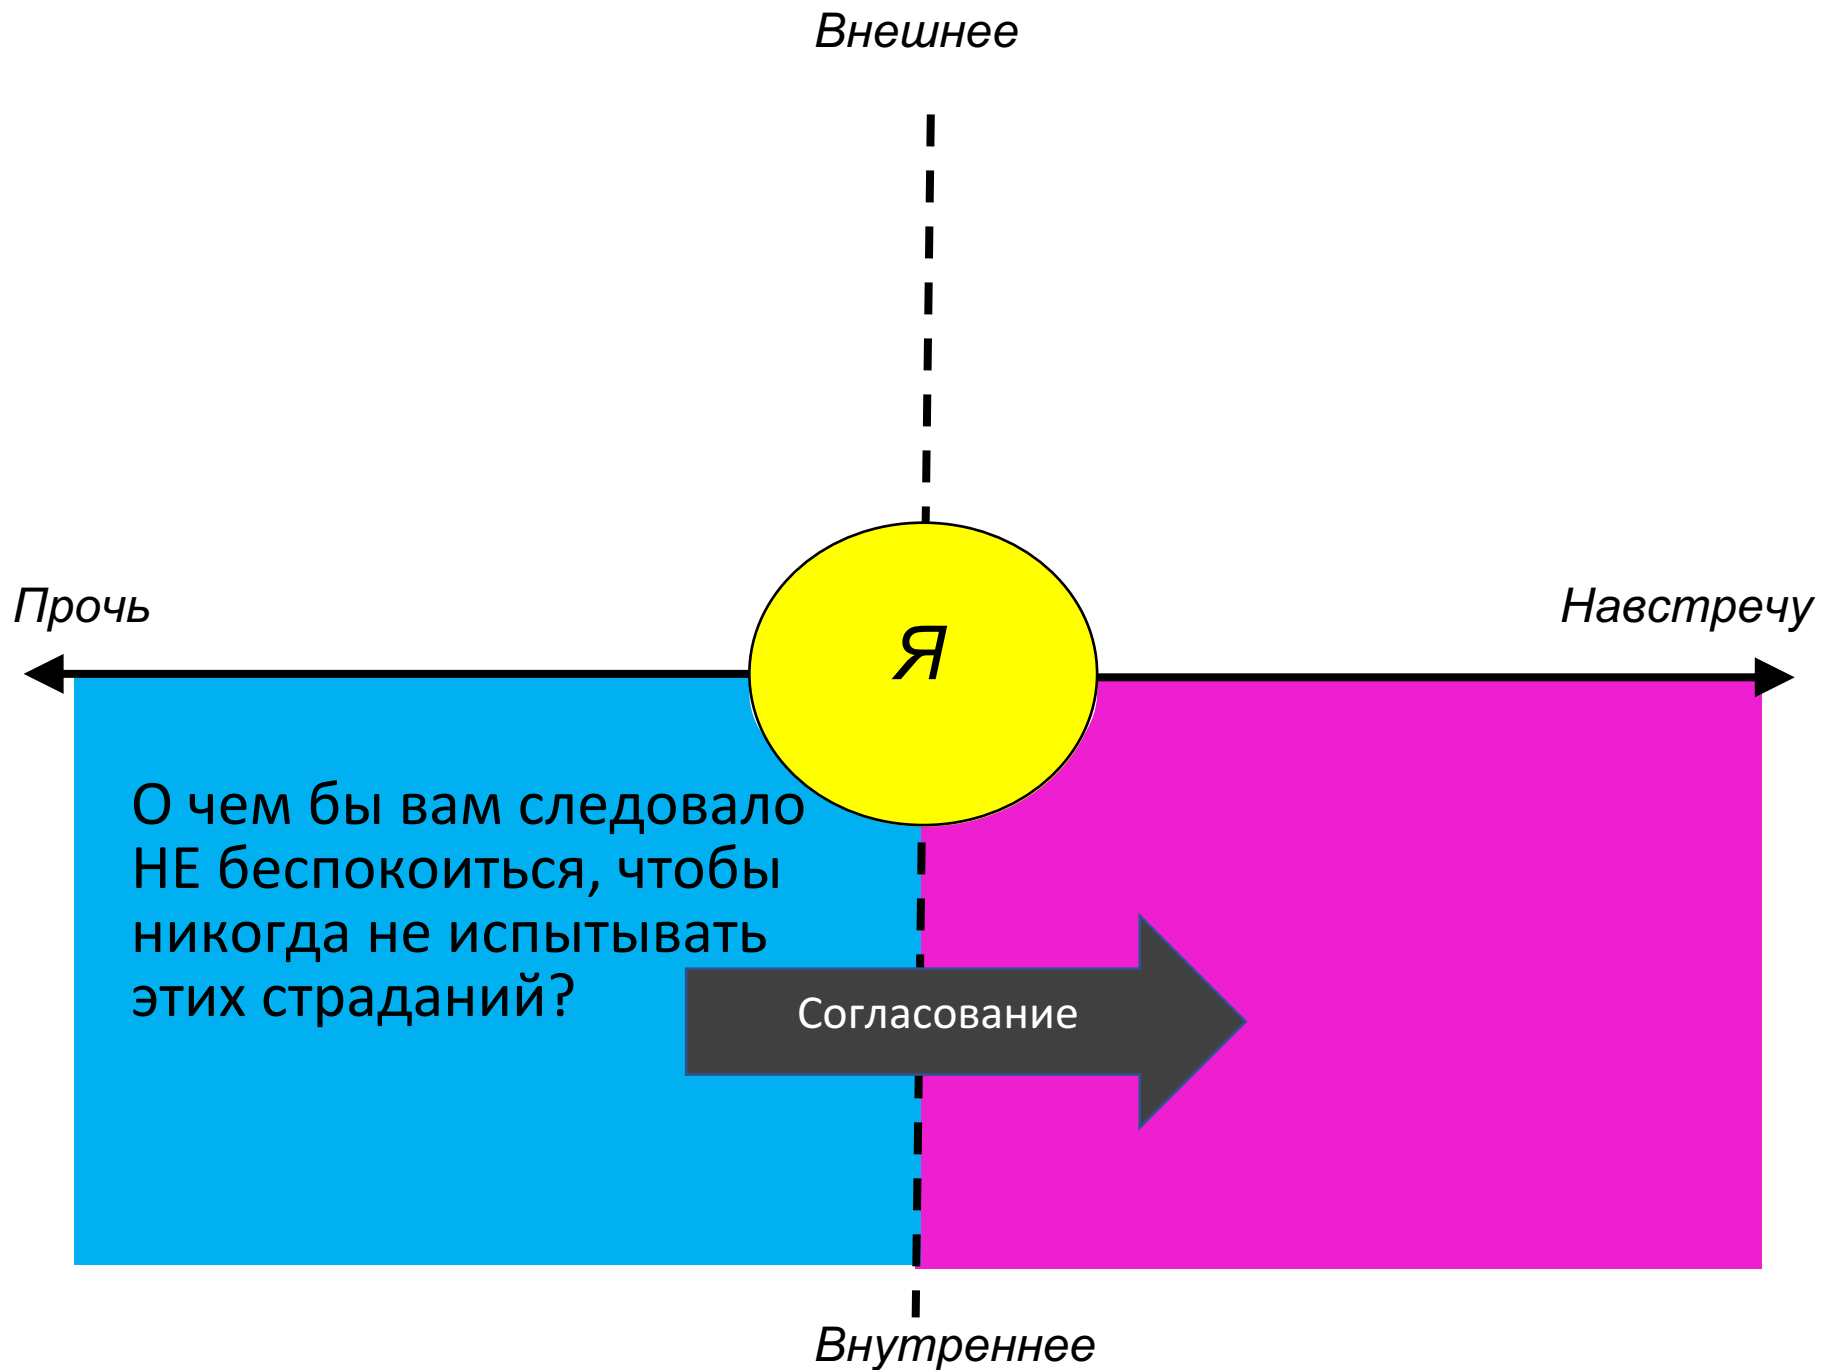 Внешнее
Прочь
Навстречу
Я
О чем бы вам следовало
НЕ беспокоиться, чтобы
никогда не испытывать
этих страданий?
Согласование
Внутреннее